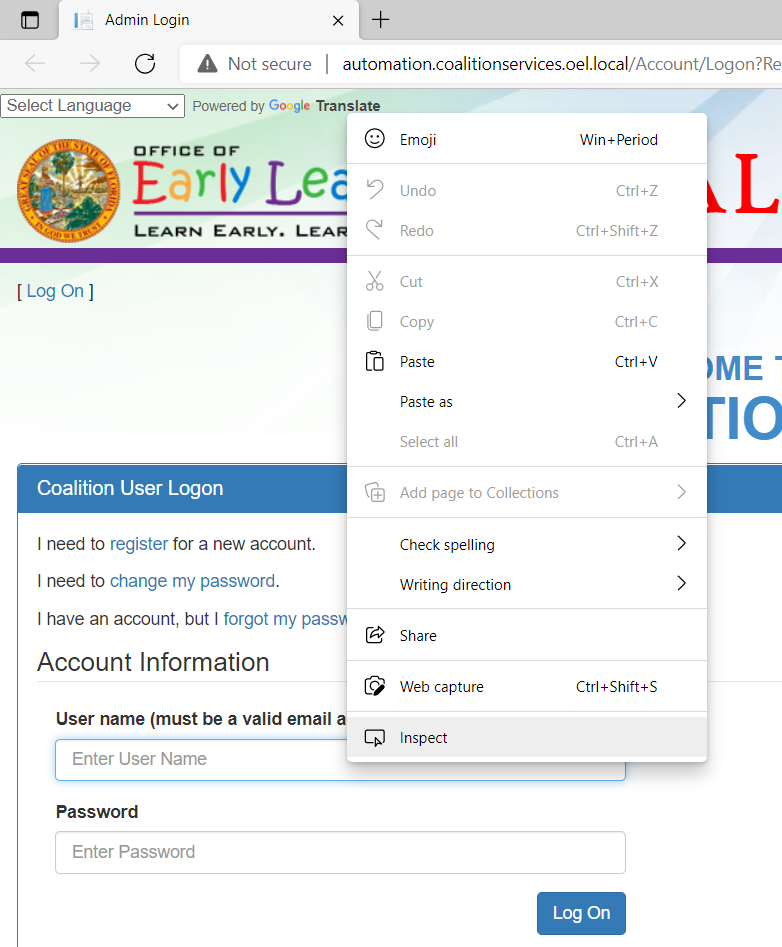 Admin Login
Not secure | automation.coalitionservices.oel.local/Account/Logon?Re
Select Language Powered by Google Translate
OFFICE OF
Early Lea
LEARN EARLY. LEAR
AL
[ Log On ]
OME T
TIO
Coalition User Logon
I need to register for a new account.
I need to change my password.
I have an account, but I forgot my passw
Account Information
User name (must be a valid email a
Enter User Name
Password
Enter Password
Log On
Emoji Win+Period
Undo Ctrl+Z
Redo Ctrl+Shift+Z
Cut Ctrl+X
Copy Ctrl+C
Paste Ctrl+V
Paste as
Select all Ctrl+A
Add page to Collections
Check spelling
Writing direction
Share
Web capture Ctrl+Shift+S
Inspect